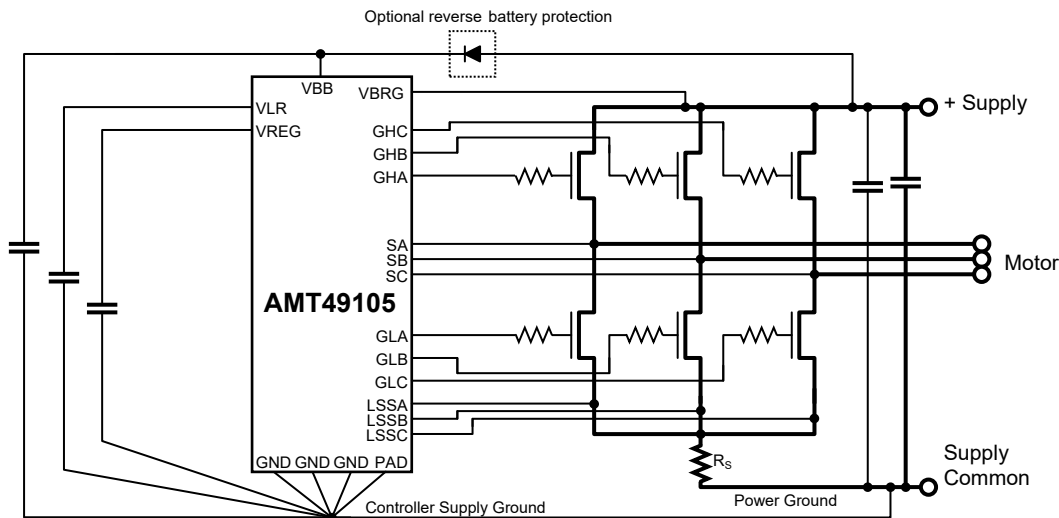 Optional reverse battery protection
VBB
VBRG
VLR
VREG
GHC
GHB
GHA
+ Supply
SA
SB
SC
Motor
AMT49105
GLA
GLB
GLC
LSSA
LSSB
LSSC
GND GND GND PAD
RS
Supply
Common
Controller Supply Ground
Power Ground